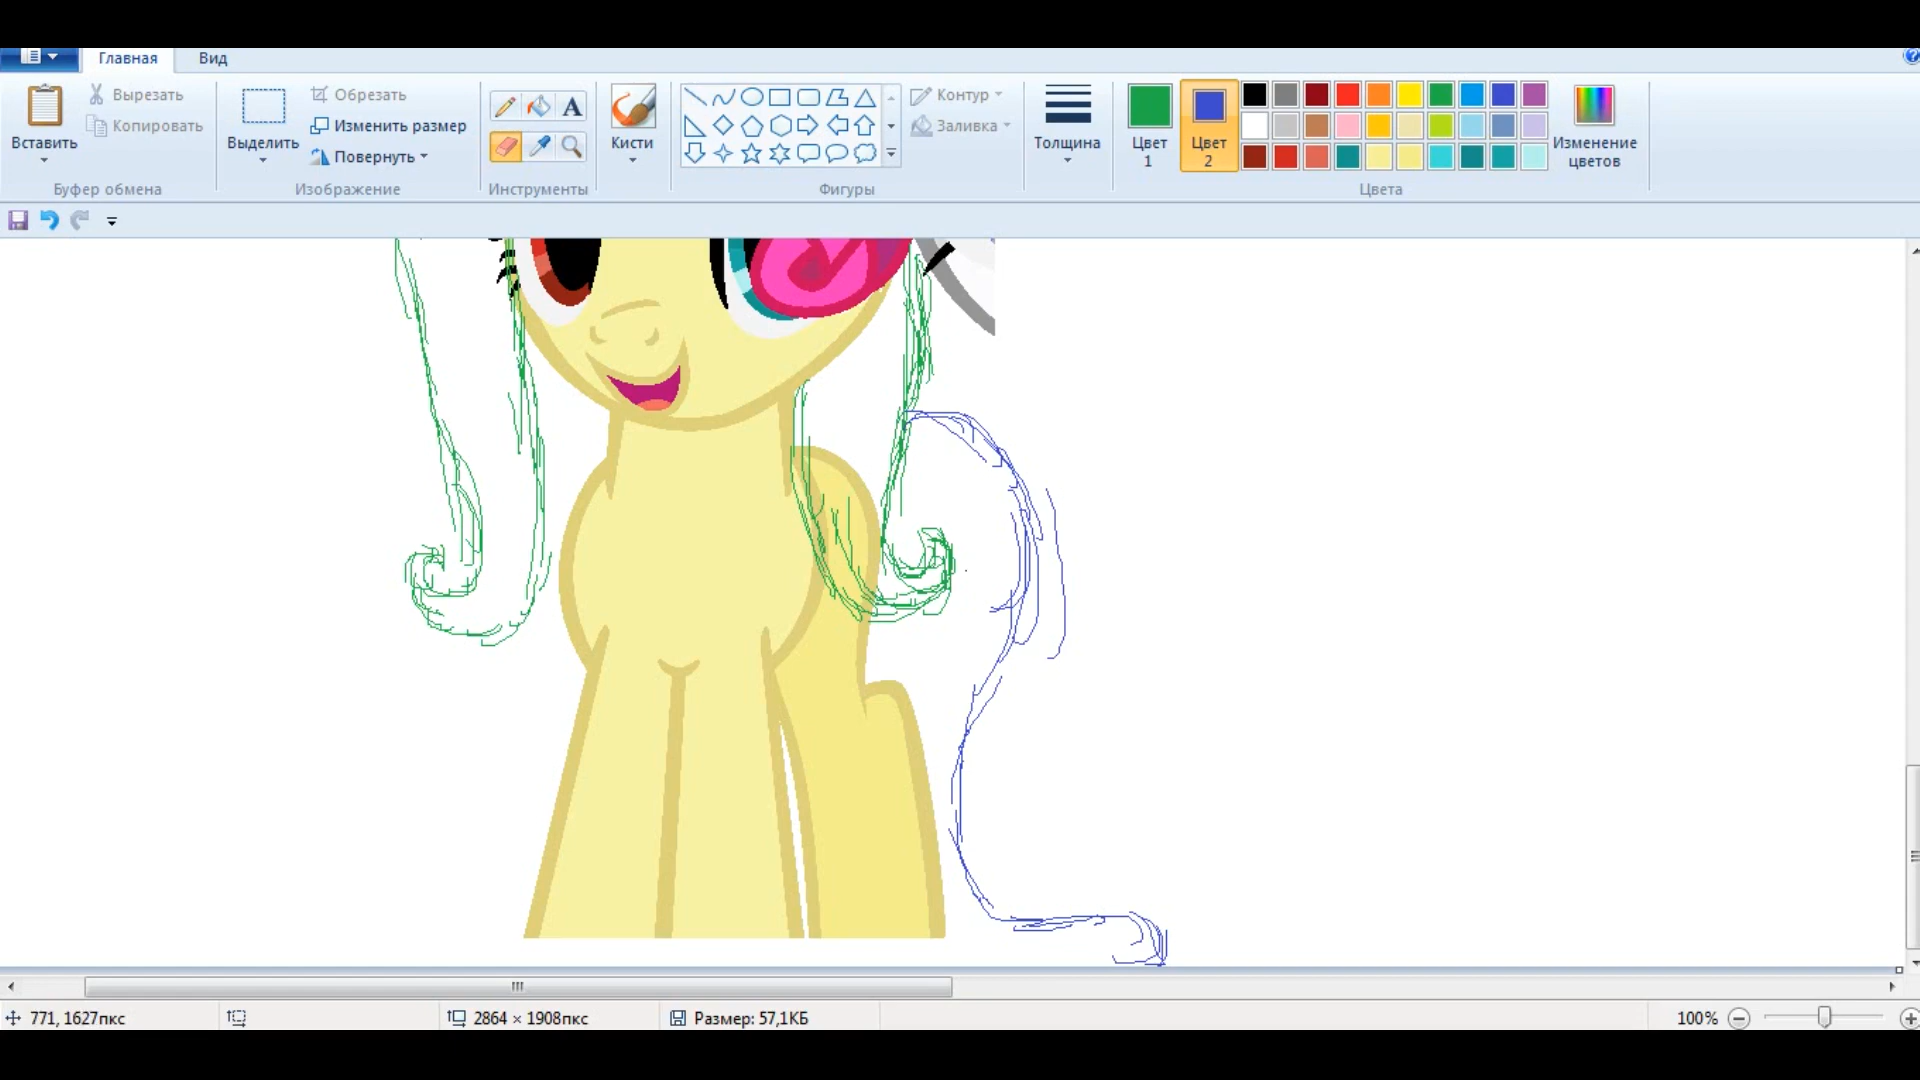 Главная Вид
Вставить
Вырезать
Копировать
Буфер обмена
Выделить
Обрезать
Изменить размер
Повернуть
Изображение
A
Инструменты
Кисти
Фигуры
Контур
Заливка
Толщина
Цвет
1
Цвет
2
Изменение
цветов
Цвета
771, 1627пкс
2864 × 1908пкс
Размер: 57,1КБ
100%